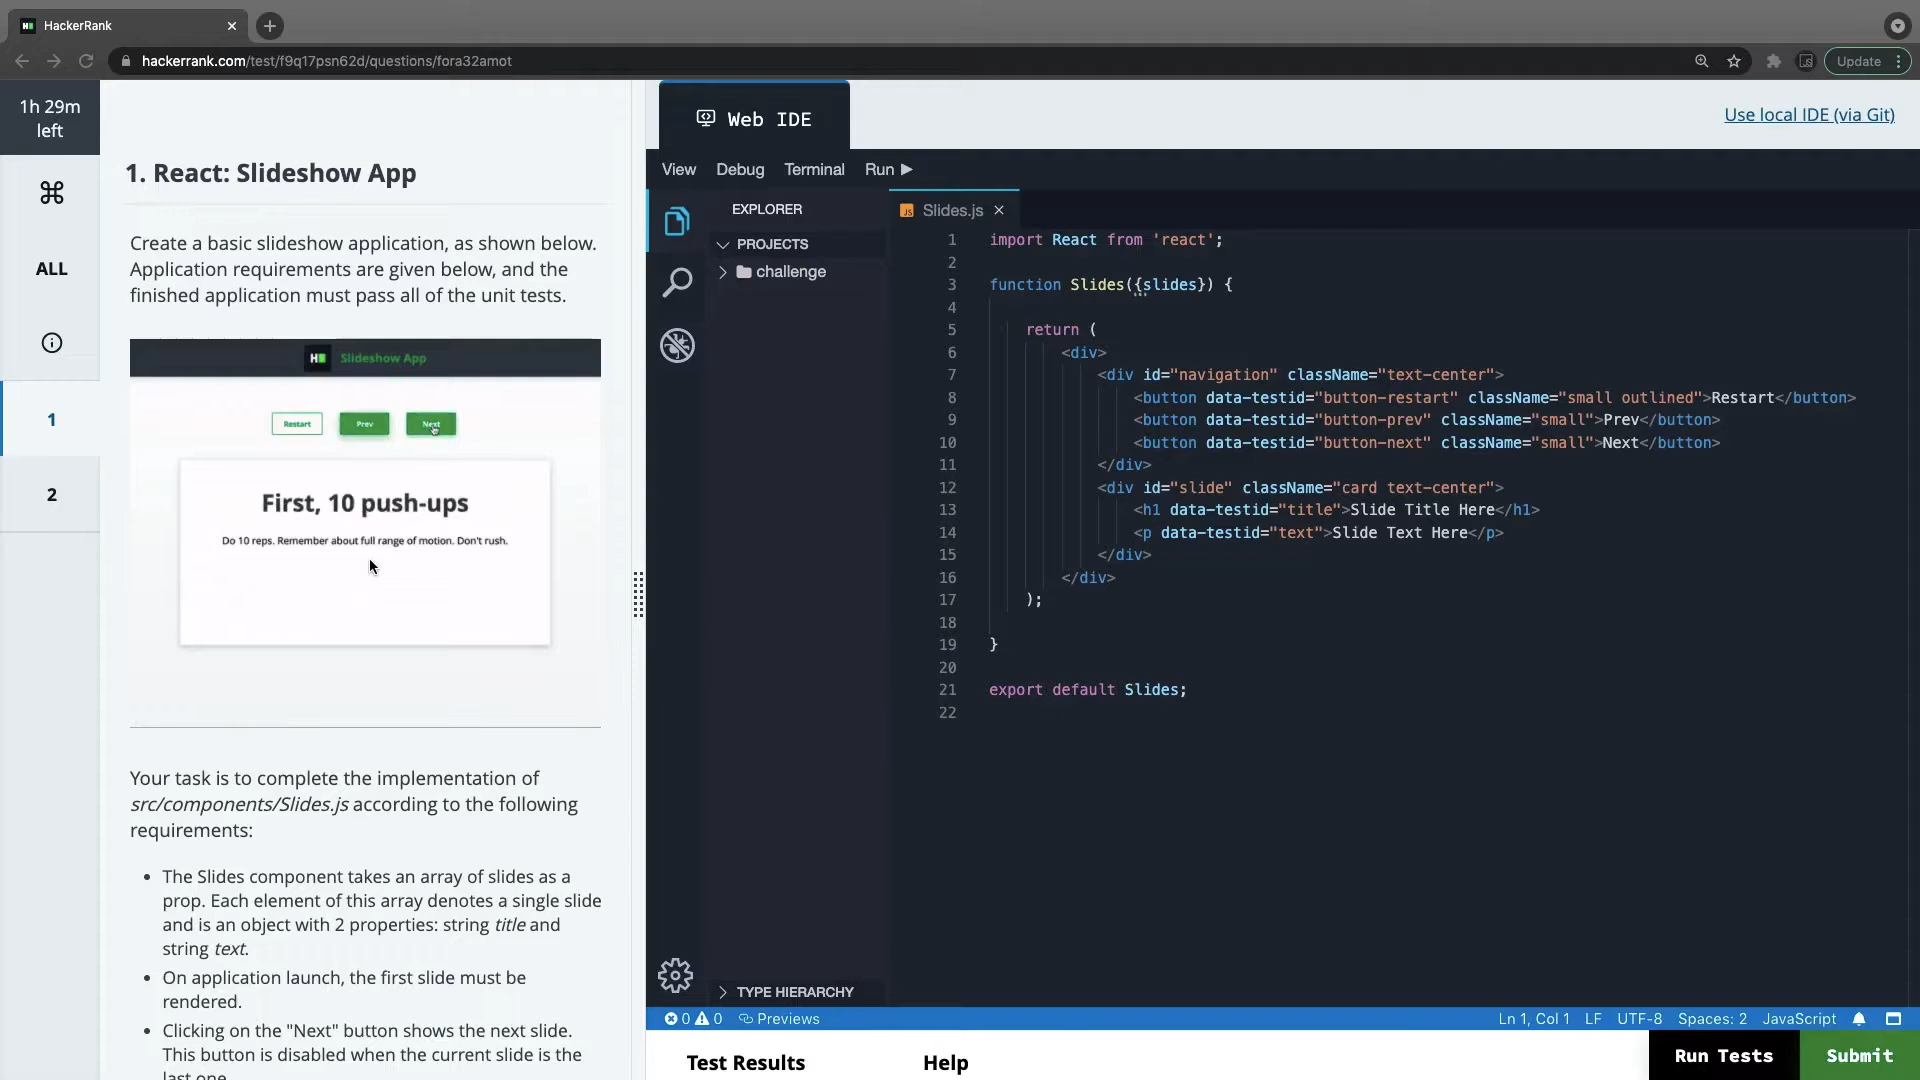 HackerRank
hackerrank.com/test/f9q17psn62d/questions/fora32amot
Update
1h 29m
left
ALL
1
2
1. React: Slideshow App
Create a basic slideshow application, as shown below.
Application requirements are given below, and the
finished application must pass all of the unit tests.
H
Slideshow App
Restart
Prev
Next
First, 10 push-ups
Do 10 reps. Remember about full range of motion. Don't rush.
Your task is to complete the implementation of
src/components/Slides.js according to the following
requirements:
• The Slides component takes an array of slides as a
prop. Each element of this array denotes a single slide
and is an object with 2 properties: string title and
string text.
• On application launch, the first slide must be
rendered.
• Clicking on the "Next" button shows the next slide.
This button is disabled when the current slide is the
last one.
Web IDE
Use local IDE (via Git)
View Debug Terminal Run ▶
EXPLORER
PROJECTS
challenge
TYPE HIERARCHY
JS Slides.js ×
1 import React from 'react';
2
3 function Slides({slides}) {
4
5     return (
6         <div>
7             <div id="navigation" className="text-center">
8                 <button data-testid="button-restart" className="small outlined">Restart</button>
9                 <button data-testid="button-prev" className="small">Prev</button>
10                 <button data-testid="button-next" className="small">Next</button>
11             </div>
12             <div id="slide" className="card text-center">
13                 <h1 data-testid="title">Slide Title Here</h1>
14                 <p data-testid="text">Slide Text Here</p>
15             </div>
16         </div>
17     );
18
19 }
20
21 export default Slides;
22
0 0 Previews
Ln 1, Col 1 LF UTF-8 Spaces: 2 JavaScript
Test Results Help
Run Tests Submit